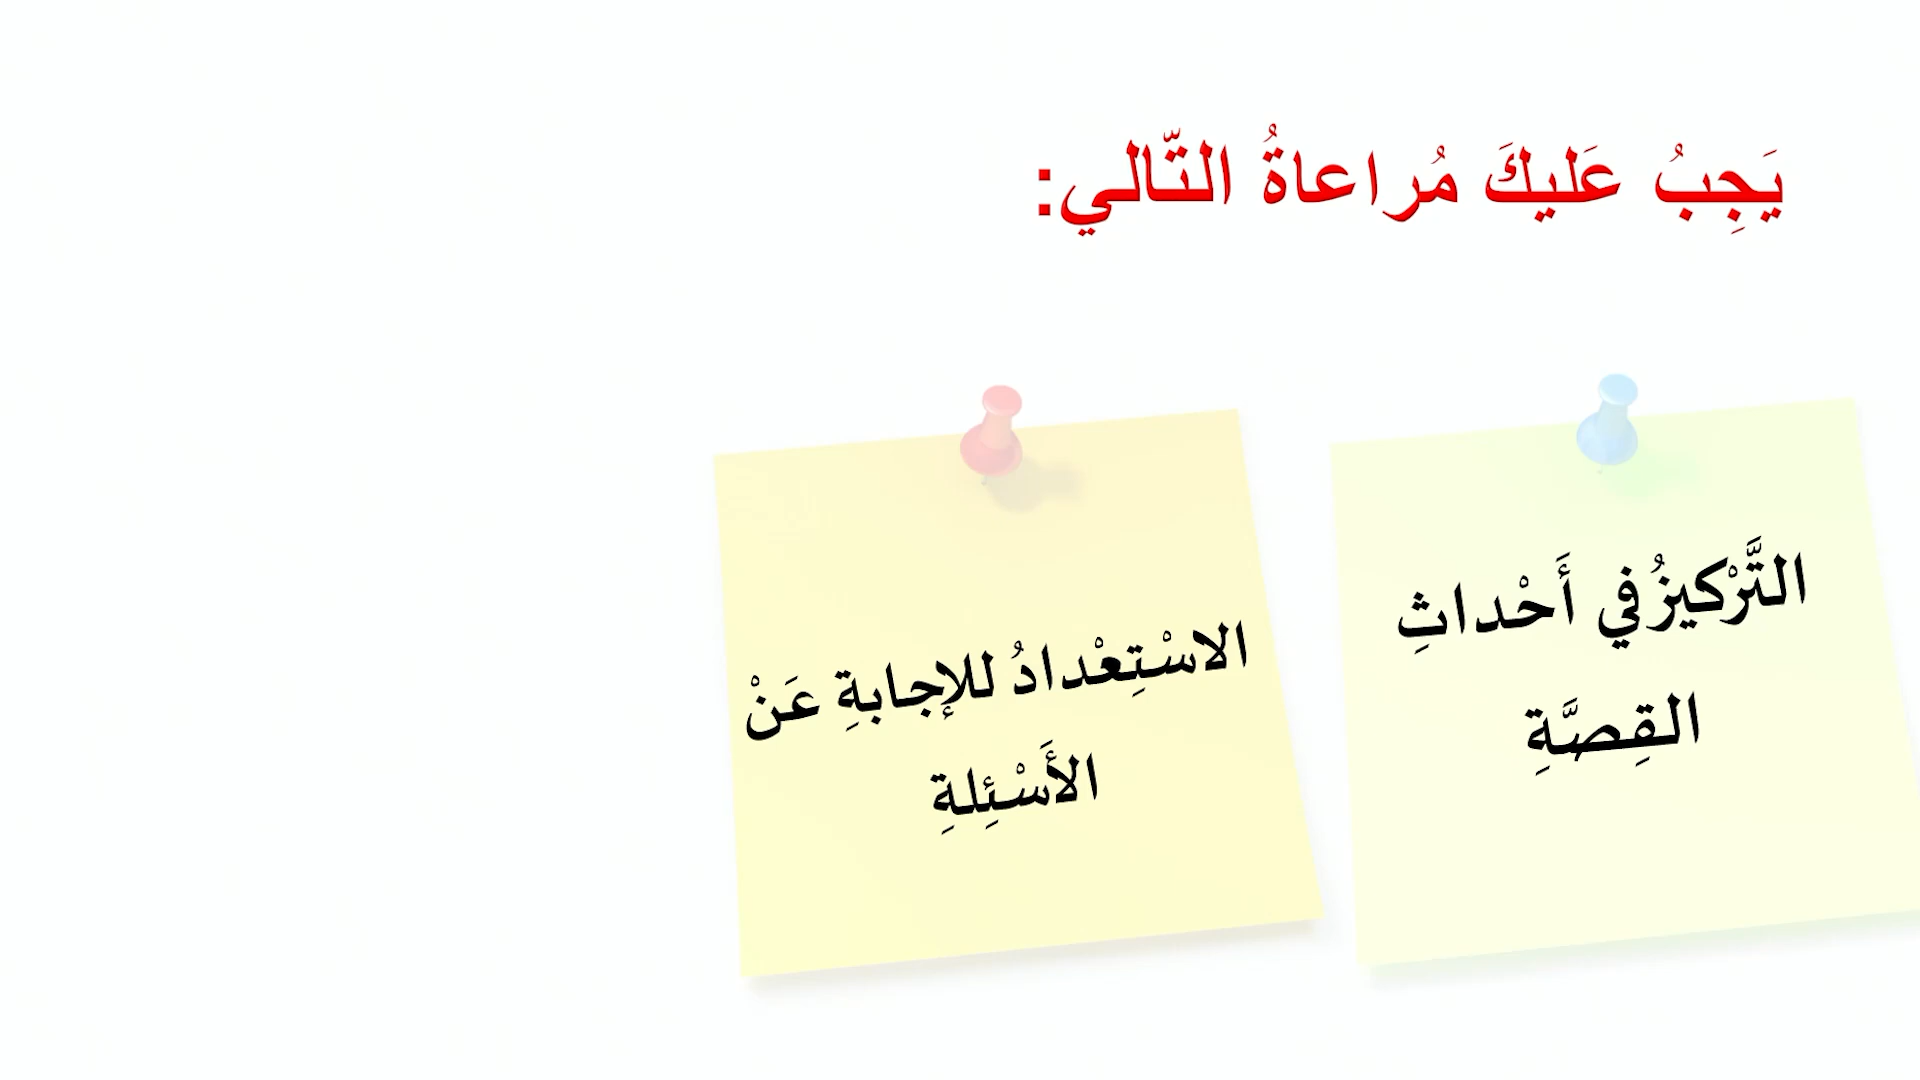 يَجِبُ عَليكَ مُراعاةُ التّالي:
التَّرْكيزُ في أَحْداثِ
القِصَّةِ
الاسْتِعْدادُ للإجابةِ عَنْ
الأَسْئِلةِ